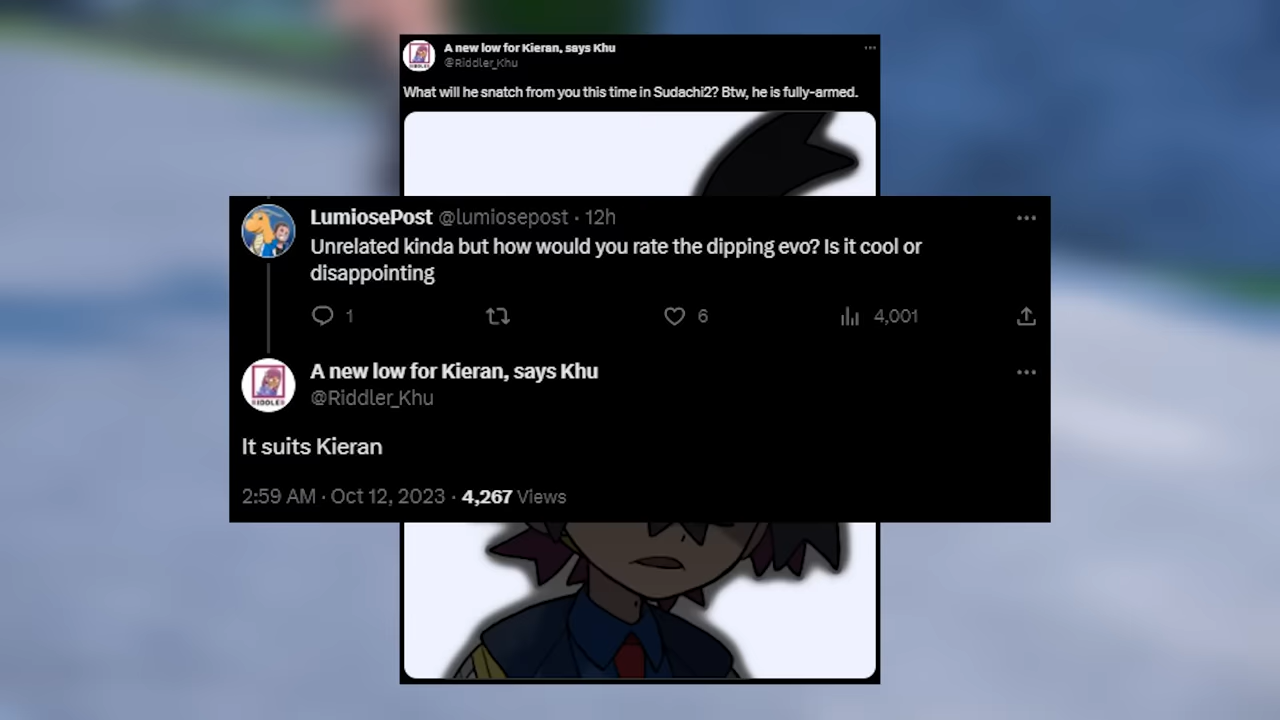 A new low for Kieran, says Khu
@Riddler_Khu
What will he snatch from you this time in Sudachi2? Btw, he is fully-armed.
LumiosePost @lumiosepost · 12h
Unrelated kinda but how would you rate the dipping evo? Is it cool or
disappointing
1 6 4,001
A new low for Kieran, says Khu
RIDDLER
@Riddler_Khu
It suits Kieran
2:59 AM · Oct 12, 2023 · 4,267 Views